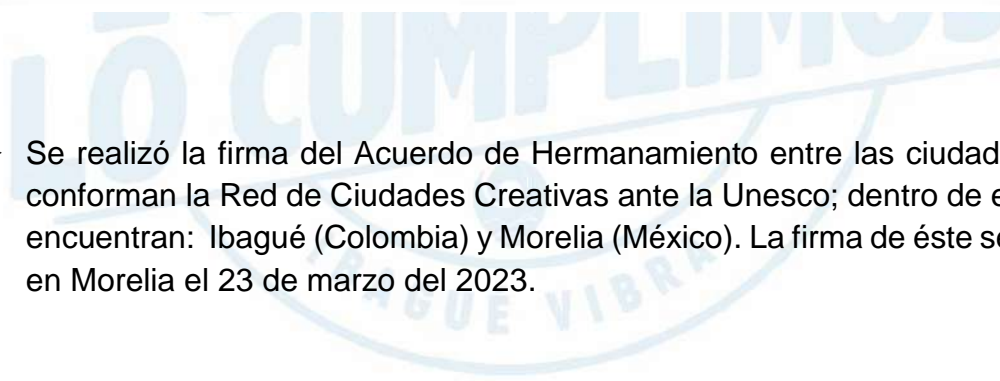 LO CUMPLIMOS
Se realizó la firma del Acuerdo de Hermanamiento entre las ciudad
conforman la Red de Ciudades Creativas ante la Unesco; dentro de e
encuentran: Ibagué (Colombia) y Morelia (México). La firma de éste se
en Morelia el 23 de marzo del 2023.
IBAGUÉ VIBRA